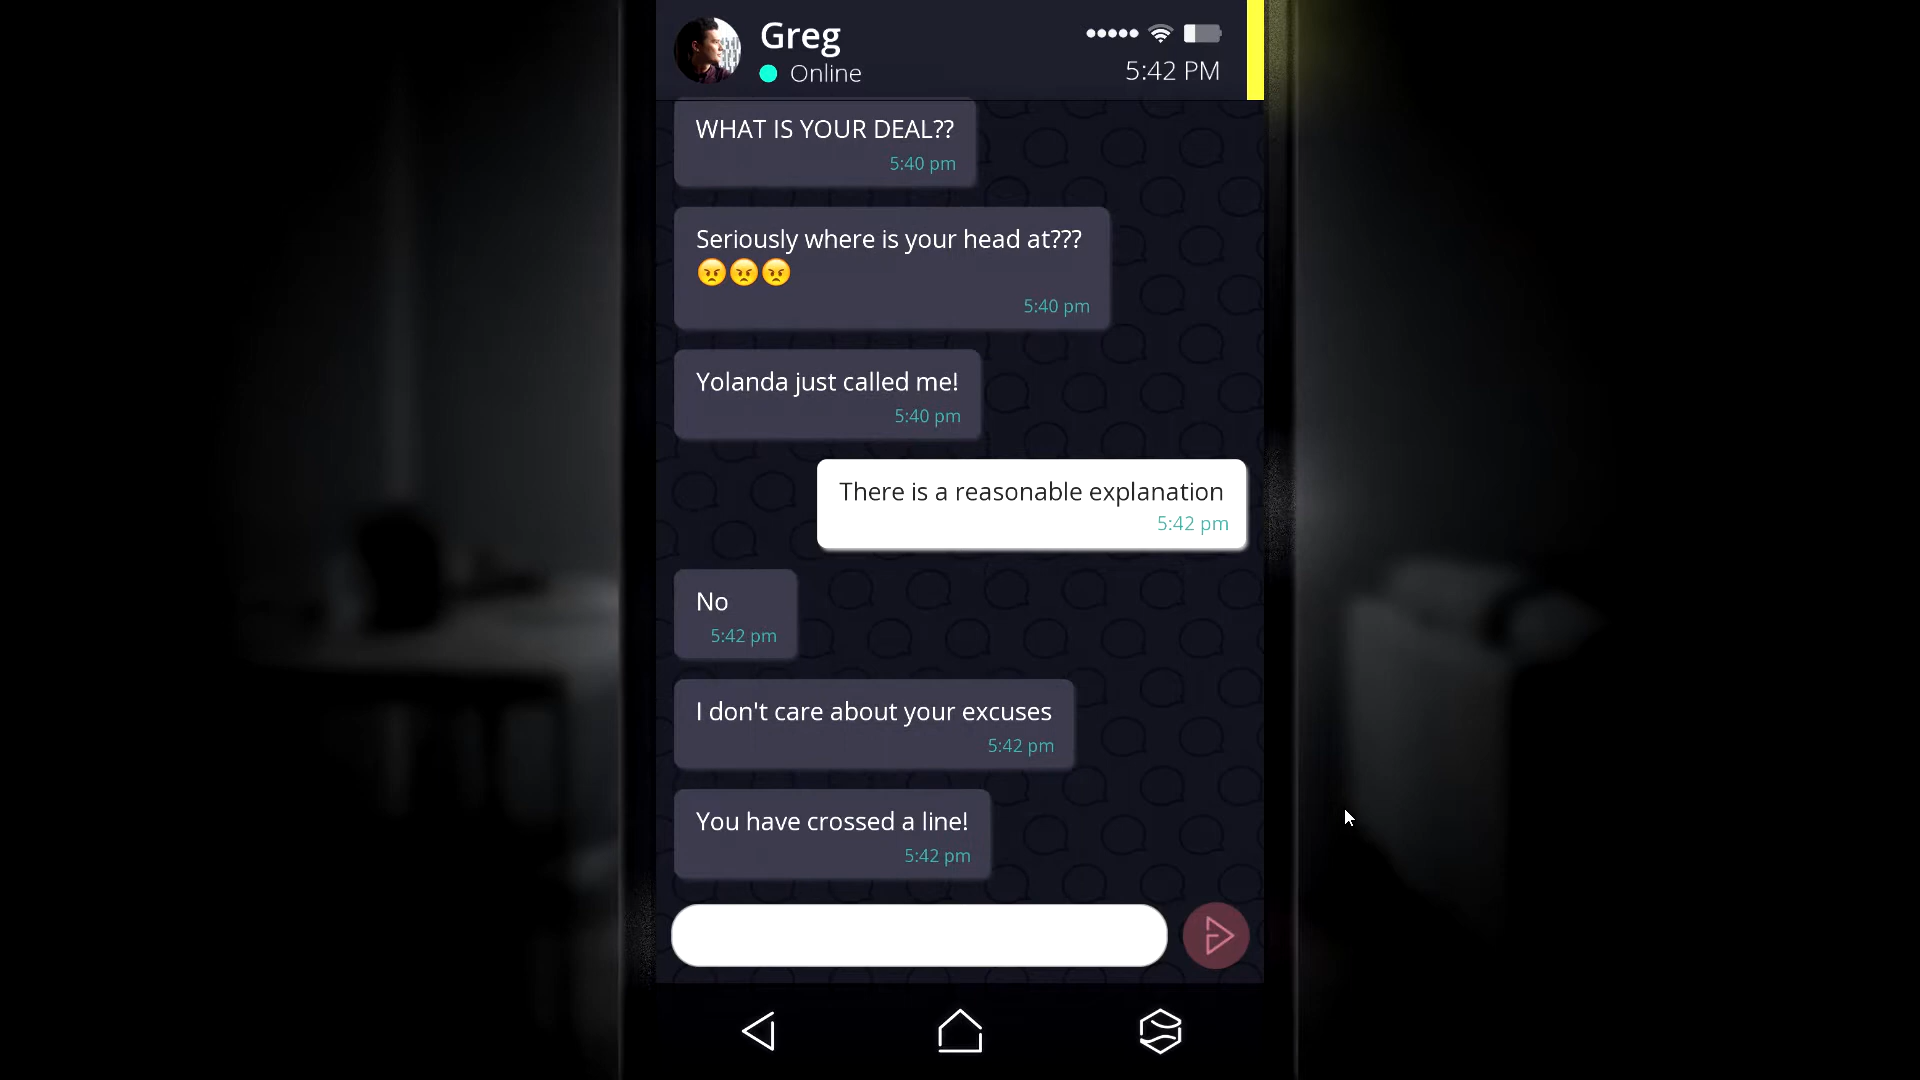 Greg
Online
5:42 PM
WHAT IS YOUR DEAL??
5:40 pm
Seriously where is your head at???
😠😠😠
5:40 pm
Yolanda just called me!
5:40 pm
There is a reasonable explanation
5:42 pm
No
5:42 pm
I don't care about your excuses
5:42 pm
You have crossed a line!
5:42 pm